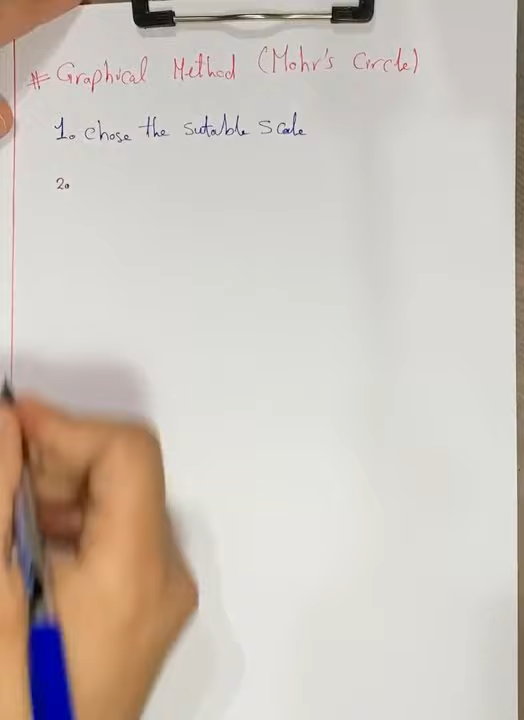 # Graphical Method (Mohr's Circle)
1. chose the sutable scale
2.